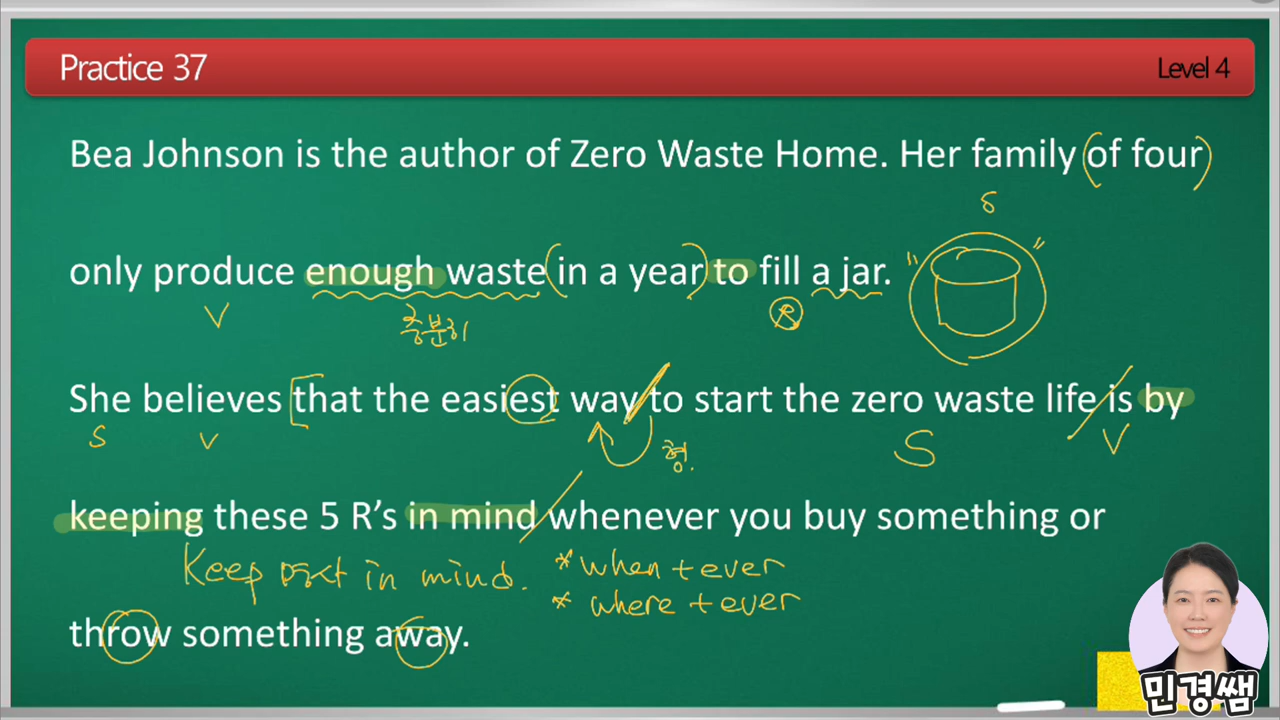 Practice 37
Level 4
Bea Johnson is the author of Zero Waste Home. Her family (of four)
only produce enough waste (in a year) to fill a jar.
V
충분히
R
She believes [that the easiest way / to start the zero waste life / is by
S
V
형.
S
V
keeping these 5 R’s in mind / whenever you buy something or
Keep in mind.
* when + ever
* where + ever
throw something away.
민경쌤